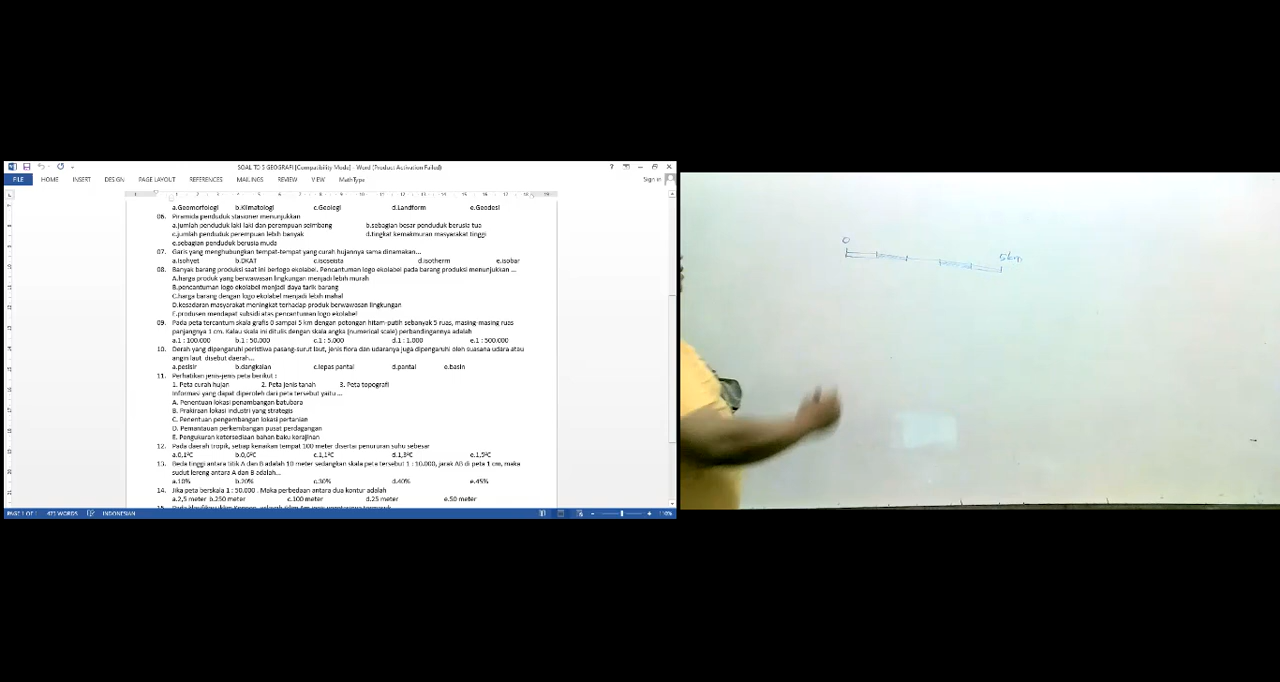 SOAL TO 5 GEOGRAFI [Compatibility Mode] - Word (Product Activation Failed)
FILE HOME INSERT DESIGN PAGE LAYOUT REFERENCES MAILINGS REVIEW VIEW MathType Sign in
a.Geomorfologi b.Klimatologi c.Geologi d.Landform e.Geodesi
06. Piramida penduduk stasioner menunjukkan
a.jumlah penduduk laki laki dan perempuan seimbang b.sebagian besar penduduk berusia tua
c.jumlah penduduk perempuan lebih banyak d.tingkat kemakmuran masyarakat tinggi
e.sebagian penduduk berusia muda
07. Garis yang menghubungkan tempat-tempat yang curah hujannya sama dinamakan...
a.isohyet b.DKAT c.isoseista d.isotherm e.isobar
08. Banyak barang produksi saat ini berlogo ekolabel. Pencantuman logo ekolabel pada barang produksi menunjukkan ...
A.harga produk yang berwawasan lingkungan menjadi lebih murah
B.pencantuman logo ekolabel menjadi daya tarik barang
C.harga barang dengan logo ekolabel menjadi lebih mahal
D.kesadaran masyarakat meningkat terhadap produk berwawasan lingkungan
E.produsen mendapat subsidi atas pencantuman logo ekolabel
09. Pada peta tercantum skala grafis 0 sampai 5 km dengan potongan hitam-putih sebanyak 5 ruas, masing-masing ruas
panjangnya 1 cm. Kalau skala ini ditulis dengan skala angka (numerical scale) perbandingannya adalah
a.1 : 100.000 b.1 : 50.000 c.1 : 5.000 d.1 : 1.000 e.1 : 500.000
10. Derah yang dipengaruhi peristiwa pasang-surut laut, jenis flora dan udaranya juga dipengaruhi oleh suasana udara atau
angin laut disebut daerah...
a.pesisir b.dangkalan c.lepas pantai d.pantai e.basin
11. Perhatikan jenis-jenis peta berikut :
1. Peta curah hujan 2. Peta jenis tanah 3. Peta topografi
Informasi yang dapat diperoleh dari peta tersebut yaitu ...
A. Penentuan lokasi penambangan batubara
B. Prakiraan lokasi industri yang strategis
C. Penentuan pengembangan lokasi pertanian
D. Pemantauan perkembangan pusat perdagangan
E. Pengukuran ketersediaan bahan baku kerajinan
12. Pada daerah tropik, setiap kenaikan tempat 100 meter disertai penurunan suhu sebesar
a.0,1ºC b.0,6ºC c.1,1ºC d.1,3ºC e.1,5ºC
13. Beda tinggi antara titik A dan B adalah 10 meter sedangkan skala peta tersebut 1 : 10.000, jarak AB di peta 1 cm, maka
sudut lereng antara A dan B adalah...
a.10% b.20% c.30% d.40% e.45%
14. Jika peta berskala 1 : 50.000 . Maka perbedaan antara dua kontur adalah
a.2,5 meter b.250 meter c.100 meter d.25 meter e.50 meter
PAGE 1 OF 473 WORDS INDONESIAN
0 5 km